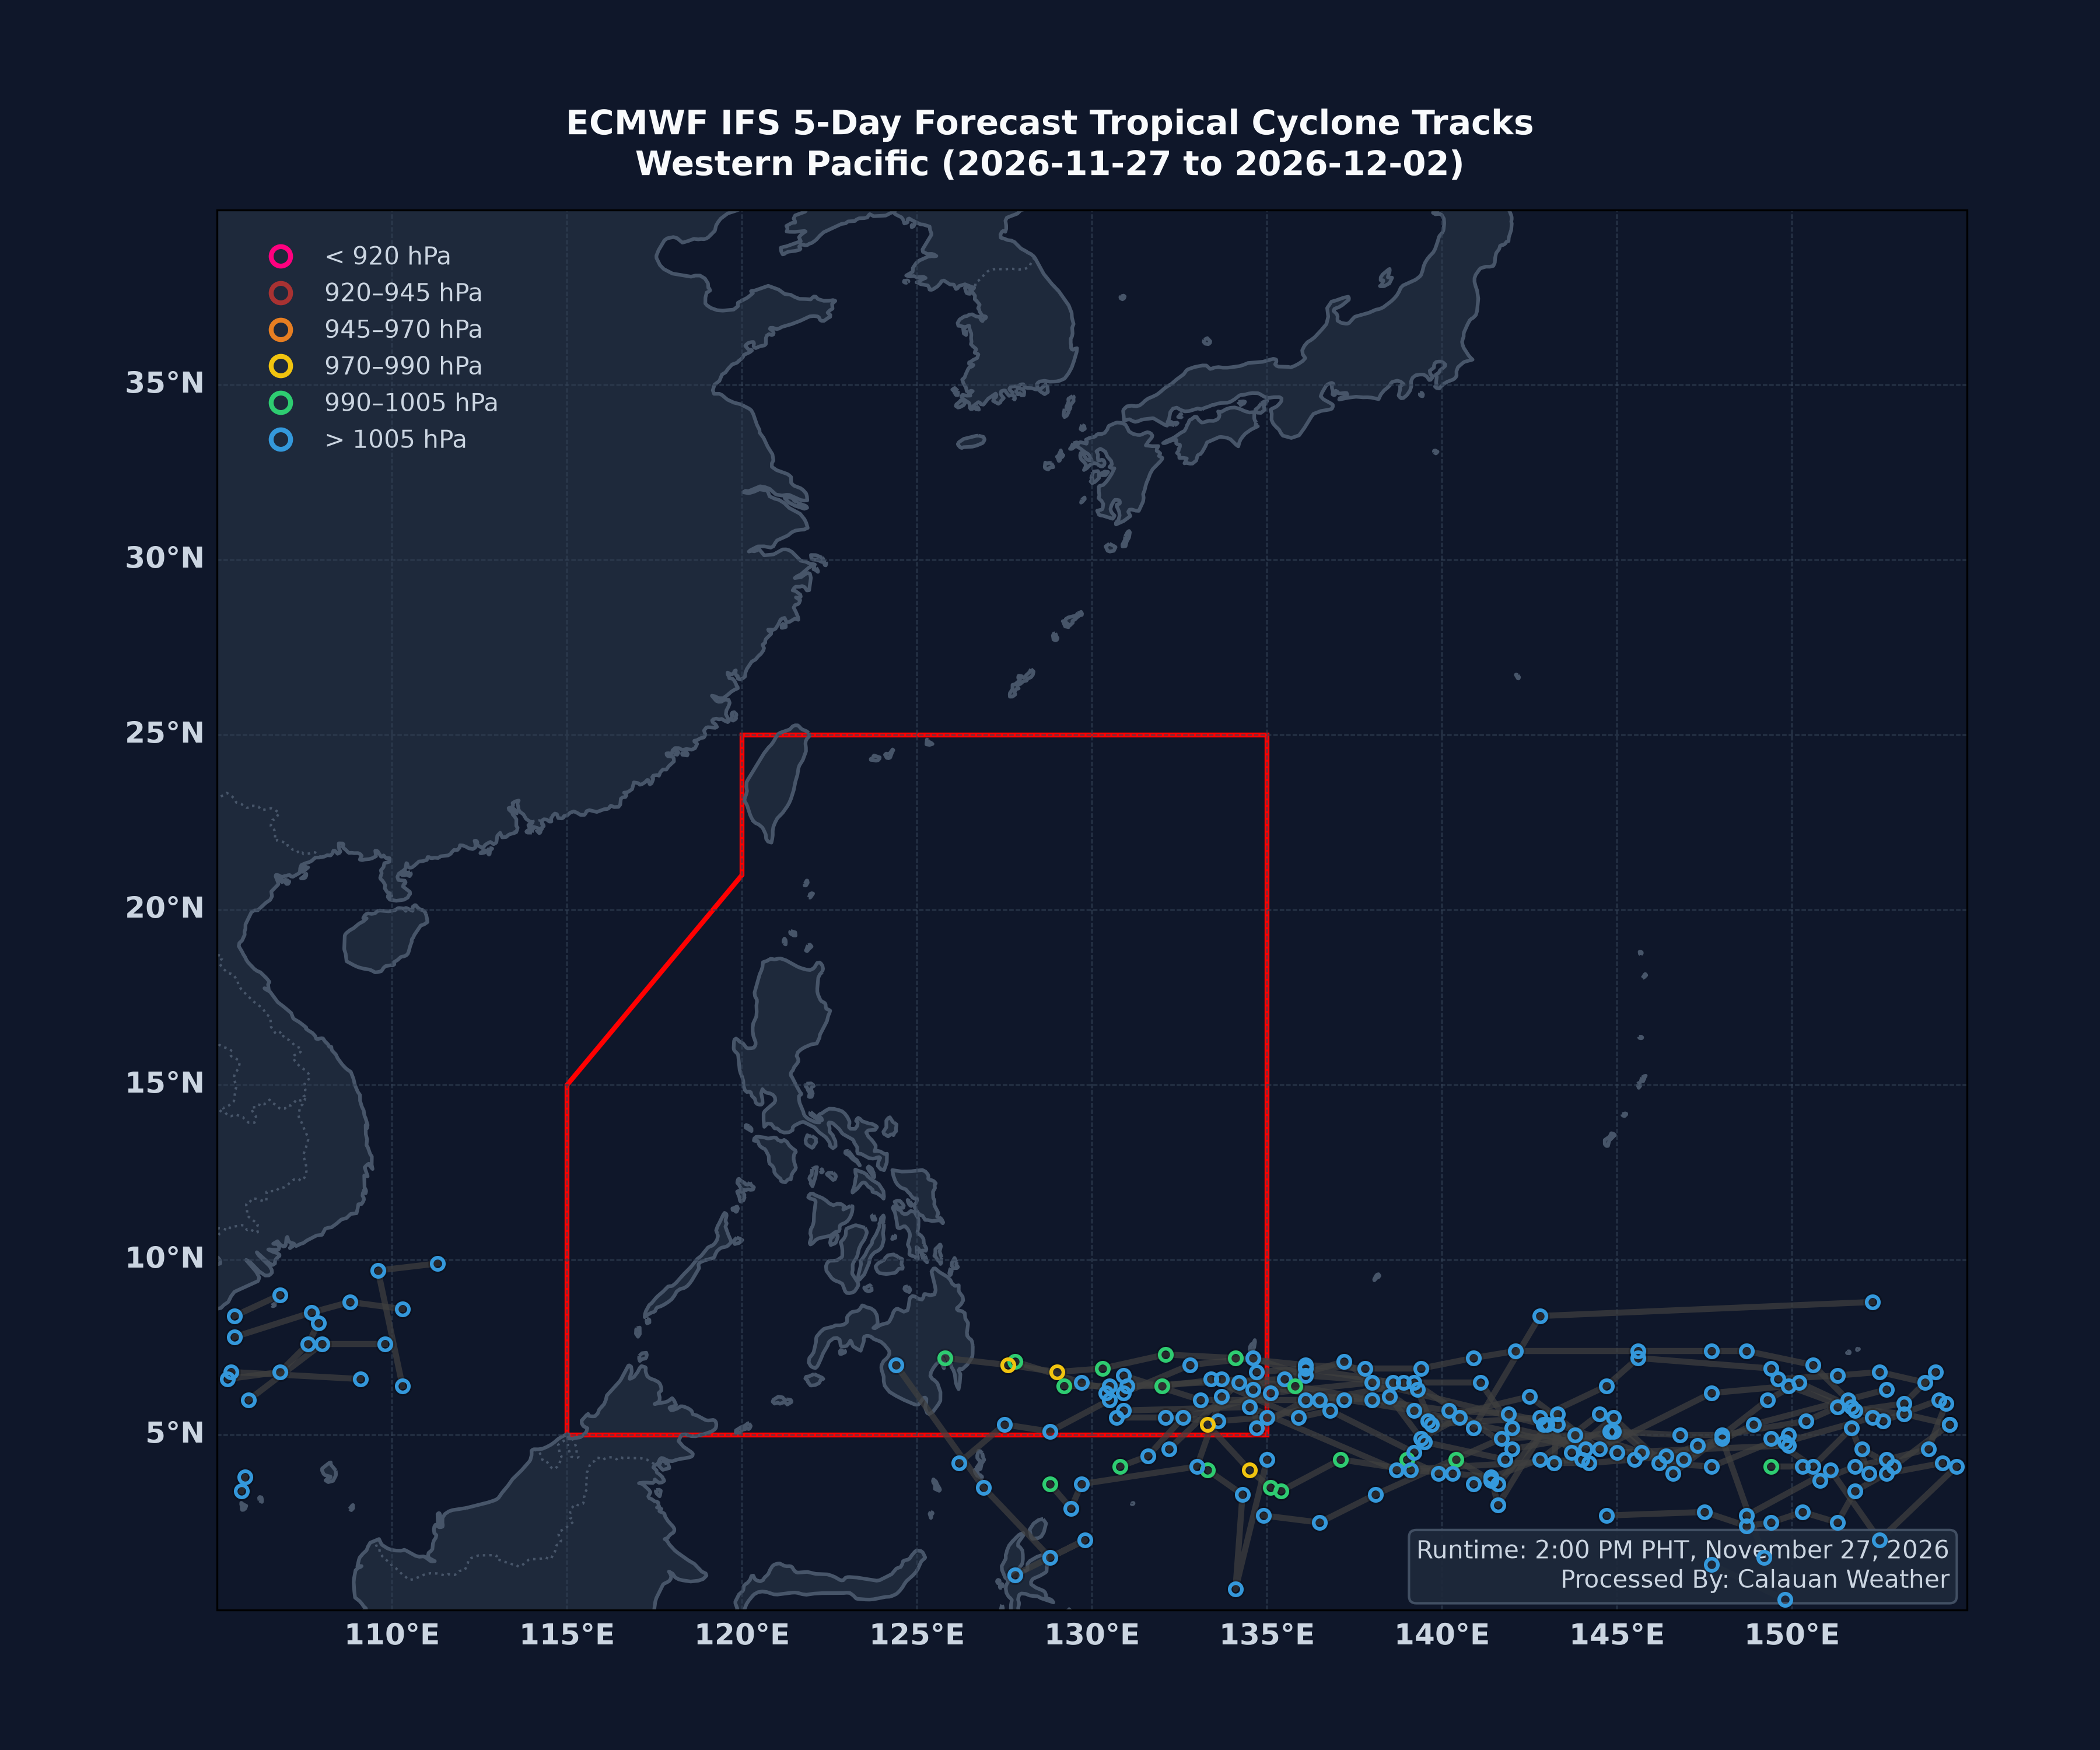 ECMWF IFS 5-Day Forecast Tropical Cyclone Tracks
Western Pacific (2026-11-27 to 2026-12-02)
< 920 hPa
920–945 hPa
945–970 hPa
970–990 hPa
990–1005 hPa
> 1005 hPa
35°N
30°N
25°N
20°N
15°N
10°N
5°N
Runtime: 2:00 PM PHT, November 27, 2026
Processed By: Calauan Weather
110°E 115°E 120°E 125°E 130°E 135°E 140°E 145°E 150°E